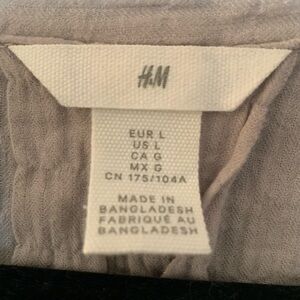 H&M
EUR L
US L
CA G
MX G
CN 175/104A
MADE IN
BANGLADESH
FABRIQUÉ AU
BANGLADESH